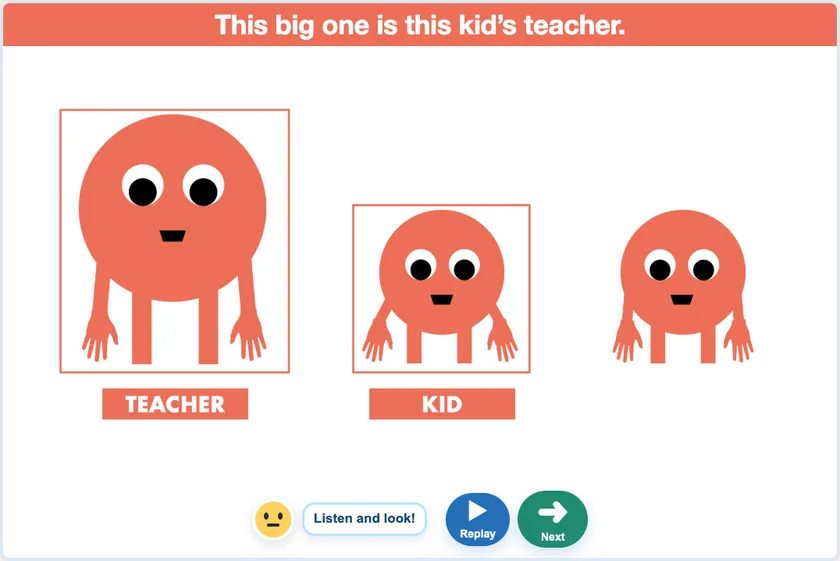 This big one is this kid’s teacher.
TEACHER
KID
Listen and look!
Replay
Next